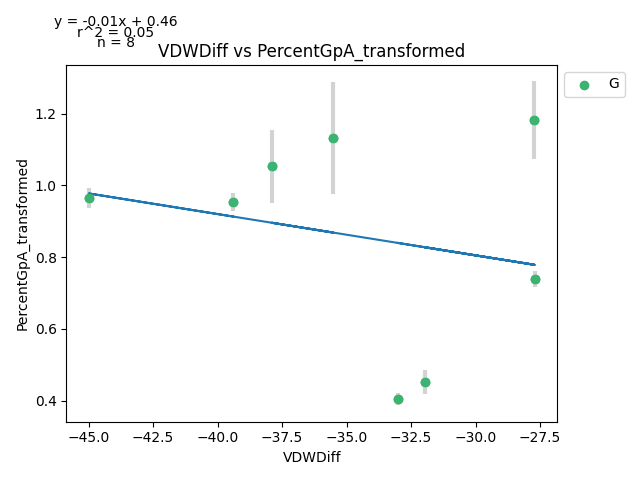 y = -0.01x + 0.46
r^2 = 0.05
n = 8
VDWDiff vs PercentGpA_transformed
G
PercentGpA_transformed
1.2
1.0
0.8
0.6
0.4
−45.0 −42.5 −40.0 −37.5 −35.0 −32.5 −30.0 −27.5
VDWDiff